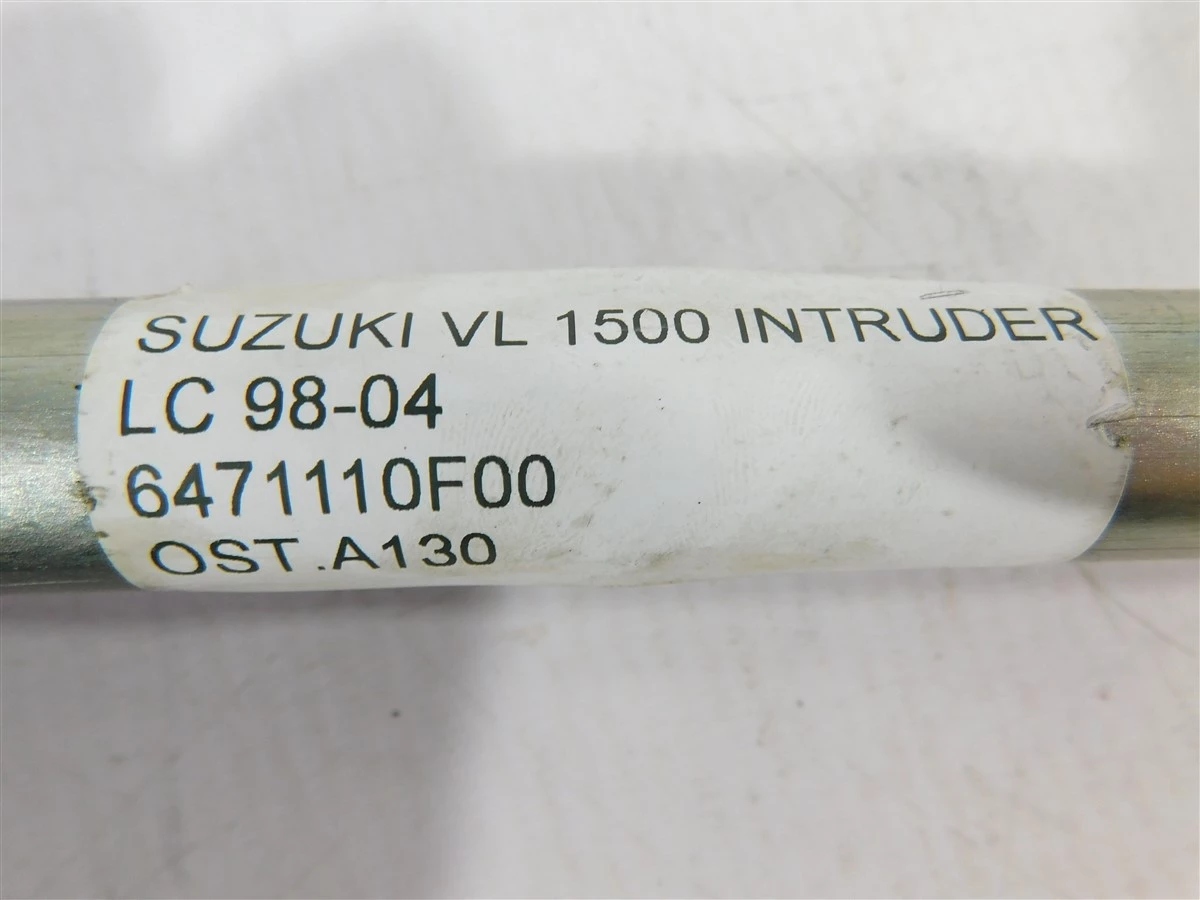 SUZUKI VL 1500 INTRUDER
LC 98-04
6471110F00
OST.A130